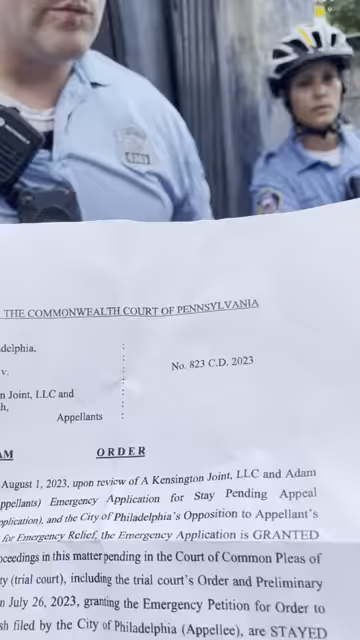 THE COMMONWEALTH COURT OF PENNSYLVANIA
delphia,
:
v.
:
No. 823 C.D. 2023
n Joint, LLC and
:
h,
:
Appellants
:
AM
ORDER
August 1, 2023, upon review of A Kensington Joint, LLC and Adam
ppellants) Emergency Application for Stay Pending Appeal
pplication), and the City of Philadelphia's Opposition to Appellant's
for Emergency Relief, the Emergency Application is GRANTED
oceedings in this matter pending in the Court of Common Pleas of
ty (trial court), including the trial court's Order and Preliminary
n July 26, 2023, granting the Emergency Petition for Order to
sh filed by the City of Philadelphia (Appellee), are STAYED